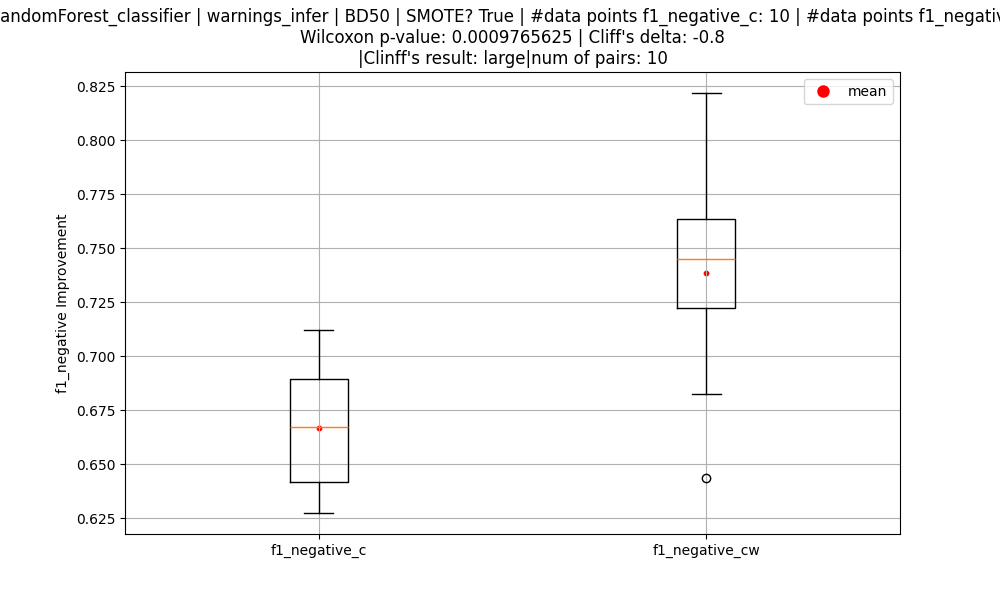 andomForest_classifier | warnings_infer | BD50 | SMOTE? True | #data points f1_negative_c: 10 | #data points f1_negativ
Wilcoxon p-value: 0.0009765625 | Cliff's delta: -0.8
|Clinff's result: large|num of pairs: 10
mean
0.825
0.800
0.775
0.750
0.725
0.700
0.675
0.650
0.625
f1_negative Improvement
f1_negative_c
f1_negative_cw